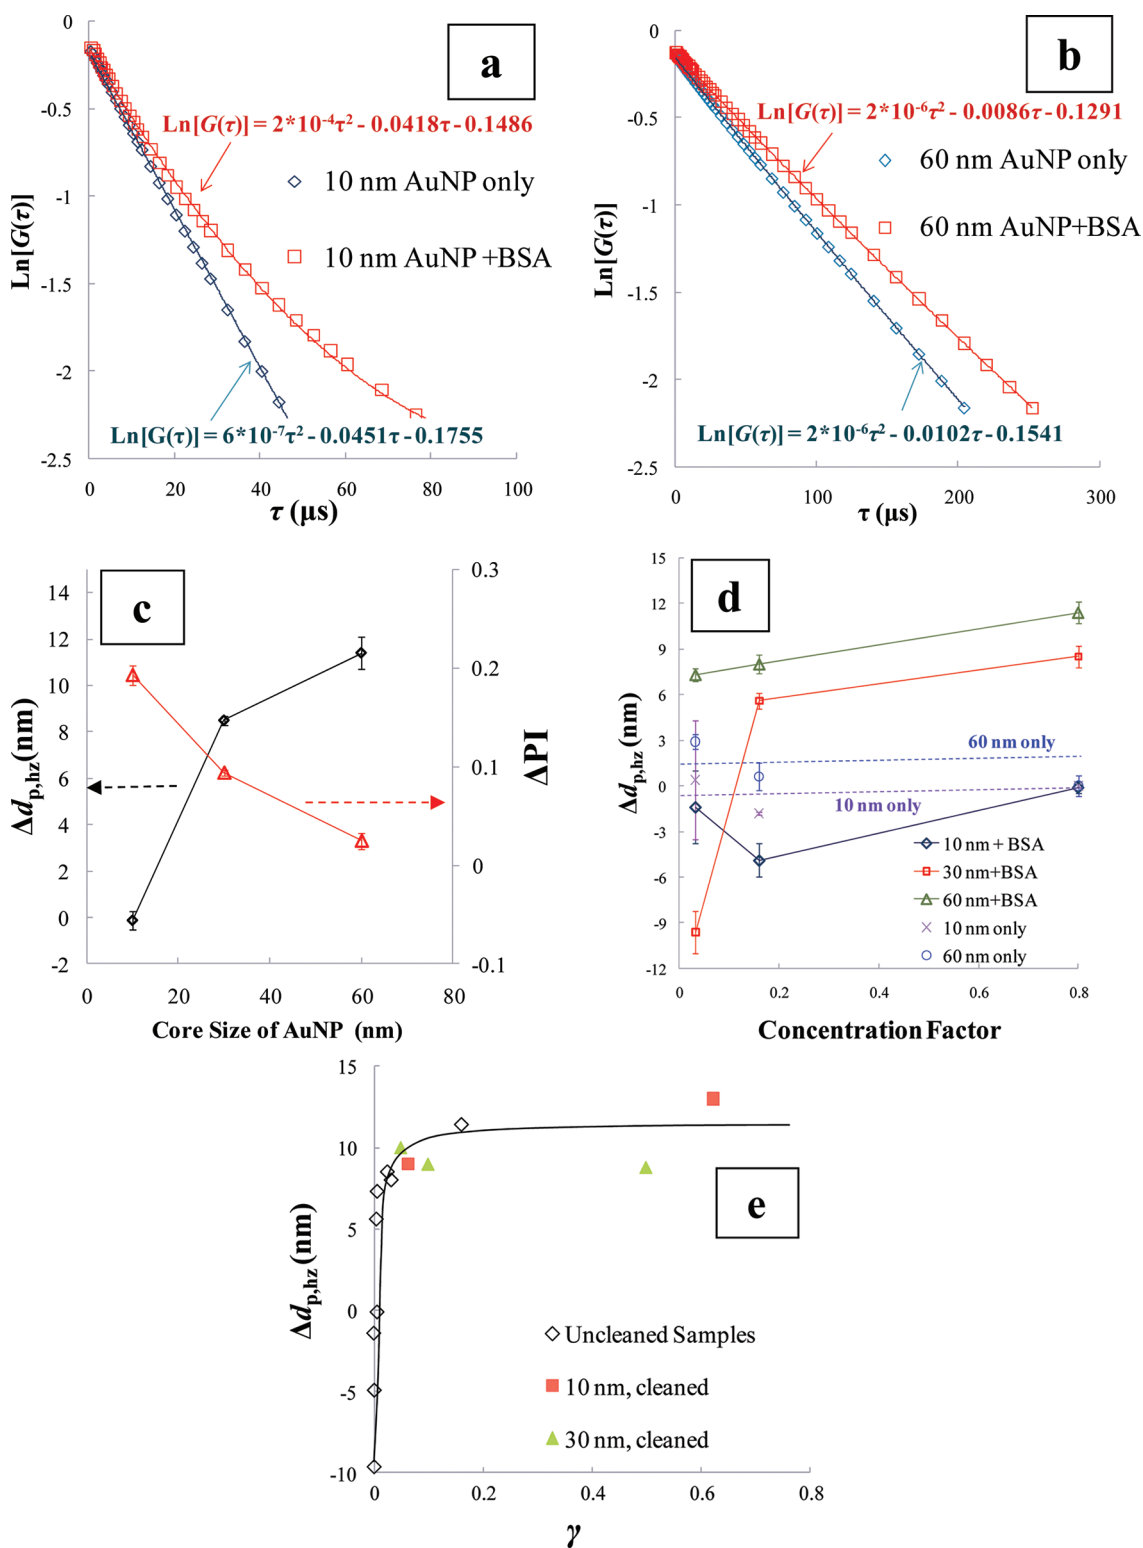 a
Ln[G(τ)]
0
-0.5
-1
-1.5
-2
-2.5
Ln[G(τ)] = 2*10⁻⁴τ² - 0.0418τ - 0.1486
10 nm AuNP only
10 nm AuNP +BSA
Ln[G(τ)] = 6*10⁻⁷τ² - 0.0451τ - 0.1755
0 20 40 60 80 100
τ (μs)
b
Ln[G(τ)]
0
-0.5
-1
-1.5
-2
-2.5
Ln[G(τ)] = 2*10⁻⁶τ² - 0.0086τ - 0.1291
60 nm AuNP only
60 nm AuNP+BSA
Ln[G(τ)] = 2*10⁻⁶τ² - 0.0102τ - 0.1541
0 100 200 300
τ (μs)
c
Δd_p,hz (nm)
14
12
10
8
6
4
2
0
-2
0.3
0.2
0.1
0
-0.1
ΔPI
0 20 40 60 80
Core Size of AuNP (nm)
d
Δd_p,hz (nm)
15
12
9
6
3
0
-3
-6
-9
-12
60 nm only
10 nm only
10 nm + BSA
30 nm+BSA
60 nm+BSA
10 nm only
60 nm only
0 0.2 0.4 0.6 0.8
Concentration Factor
e
Δd_p,hz (nm)
15
10
5
0
-5
-10
Uncleaned Samples
10 nm, cleaned
30 nm, cleaned
0 0.2 0.4 0.6 0.8
γ